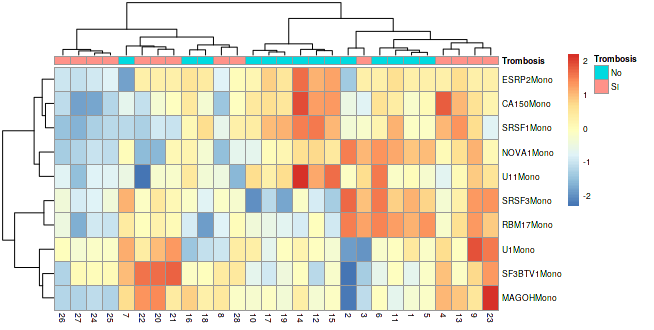 Trombosis
ESRP2Mono
CA150Mono
SRSF1Mono
NOVA1Mono
U11Mono
SRSF3Mono
RBM17Mono
U1Mono
SF3BTV1Mono
MAGOHMono
26 27 24 25 7 22 20 21 16 18 8 28 10 17 19 14 12 15 2 3 6 11 1 5 4 13 9 23
2
1
0
-1
-2
Trombosis
No
SI